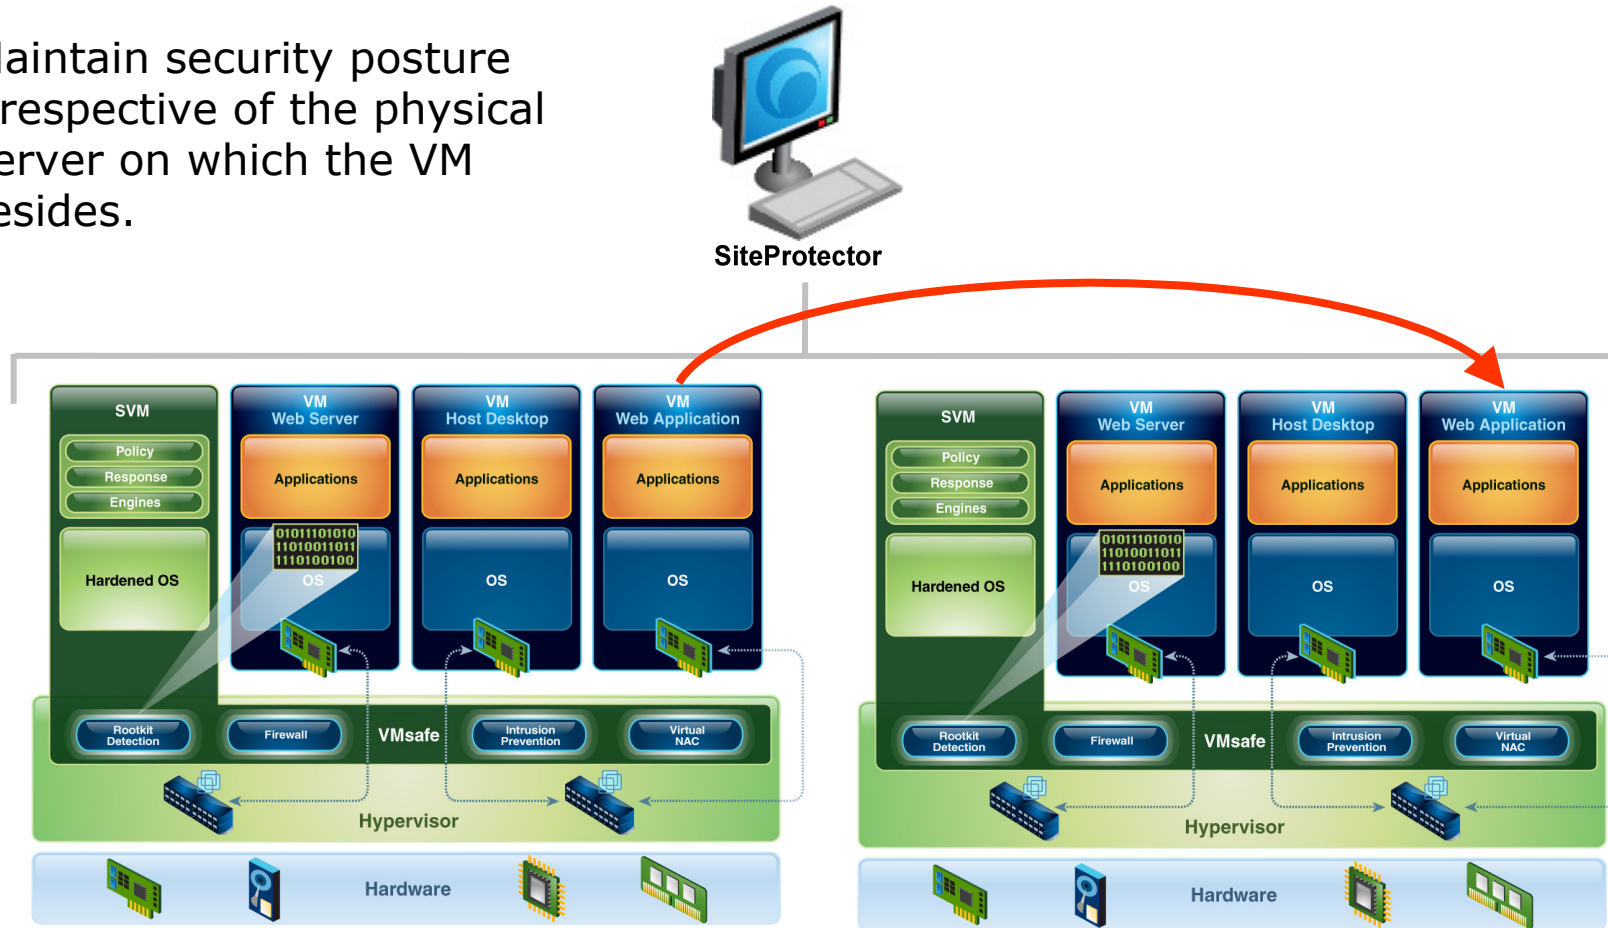 aintain security posture
respective of the physical
erver on which the VM
esides.
SiteProtector
SVM
Policy
Response
Engines
Hardened OS
VM
Web Server
Applications
01011101010
11010011011
1110100100
OS
VM
Host Desktop
Applications
OS
VM
Web Application
Applications
OS
Rootkit
Detection
Firewall
VMsafe
Intrusion
Prevention
Virtual
NAC
Hypervisor
Hardware
SVM
Policy
Response
Engines
Hardened OS
VM
Web Server
Applications
01011101010
11010011011
1110100100
OS
VM
Host Desktop
Applications
OS
VM
Web Application
Applications
OS
Rootkit
Detection
Firewall
VMsafe
Intrusion
Prevention
Virtual
NAC
Hypervisor
Hardware